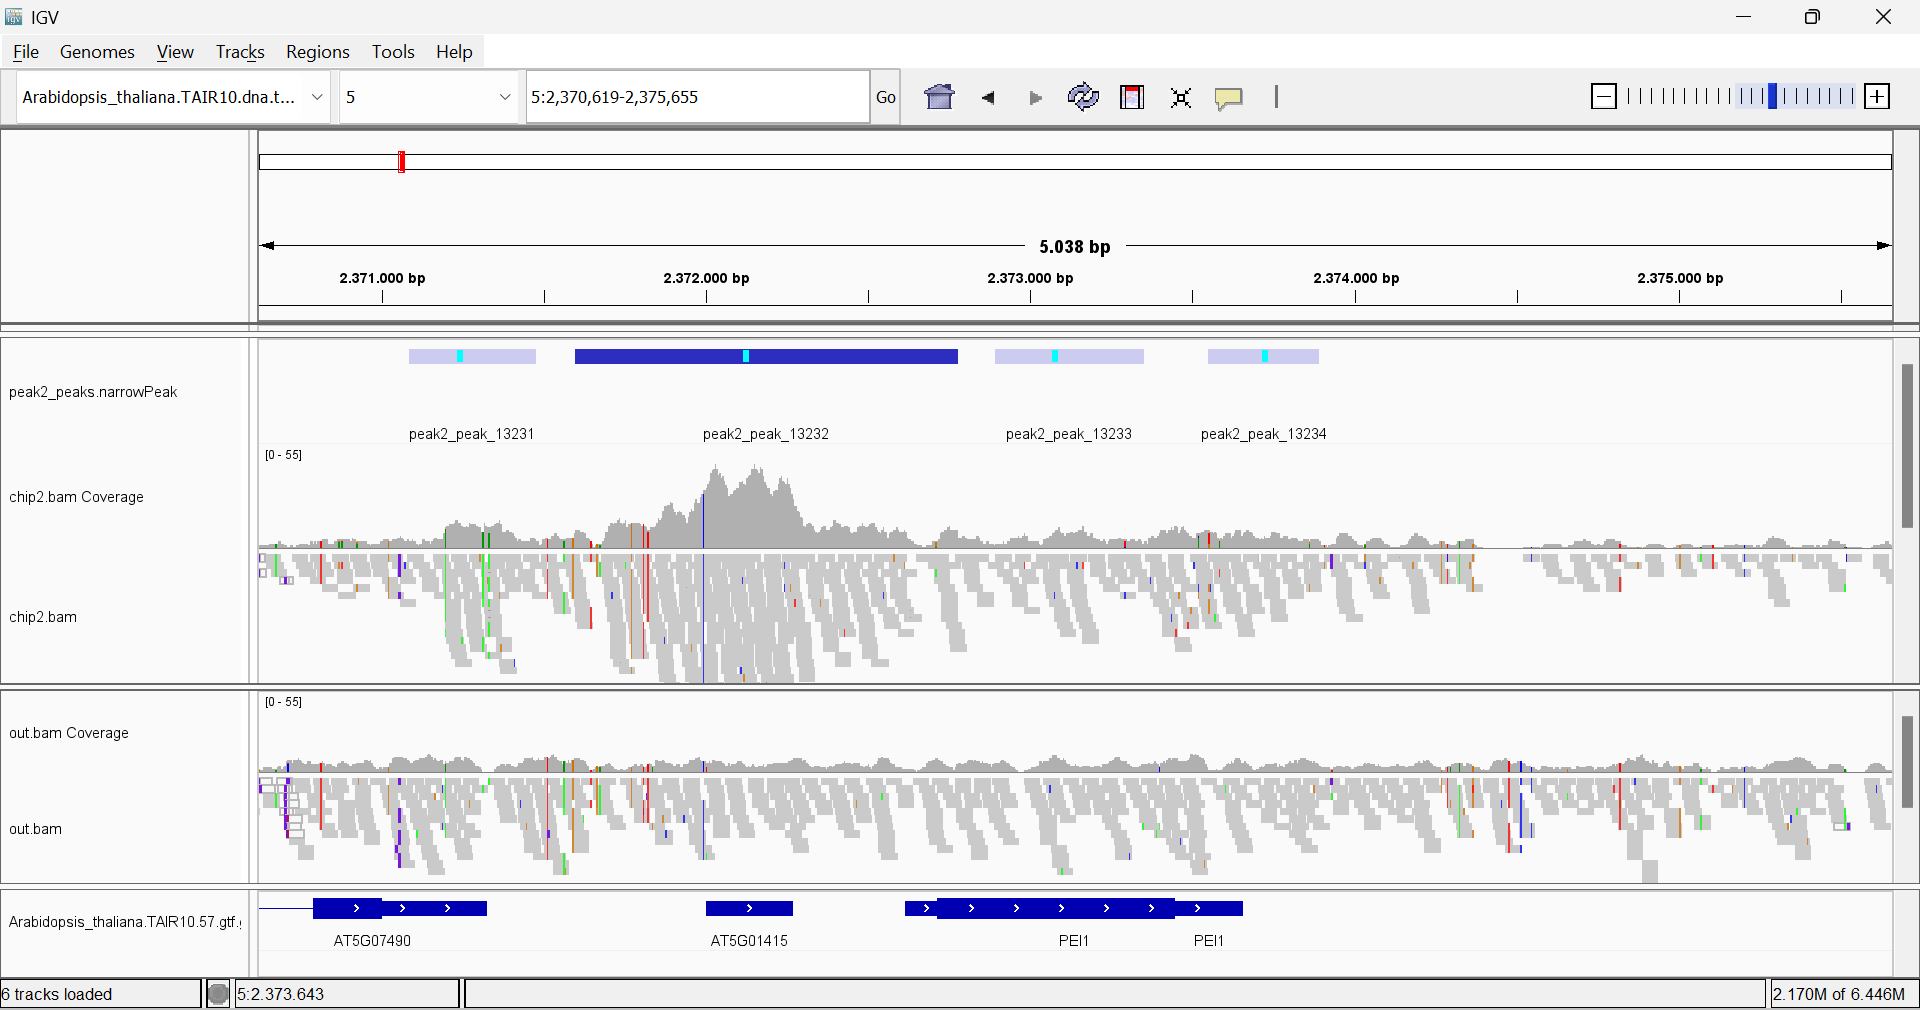 IGV
File Genomes View Tracks Regions Tools Help
Arabidopsis_thaliana.TAIR10.dna.t... 5 5:2,370,619-2,375,655 Go
5.038 bp
2.371.000 bp 2.372.000 bp 2.373.000 bp 2.374.000 bp 2.375.000 bp
peak2_peaks.narrowPeak
peak2_peak_13231 peak2_peak_13232 peak2_peak_13233 peak2_peak_13234
[0 - 55]
chip2.bam Coverage
chip2.bam
[0 - 55]
out.bam Coverage
out.bam
Arabidopsis_thaliana.TAIR10.57.gtf.
AT5G07490 AT5G01415 PEI1 PEI1
6 tracks loaded 5:2.373.643 2.170M of 6.446M